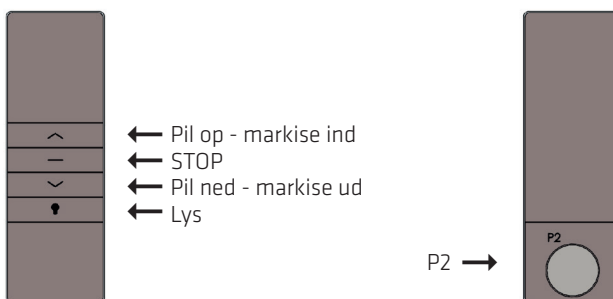 Pil op - markise ind
STOP
Pil ned - markise ud
Lys
P2
P2